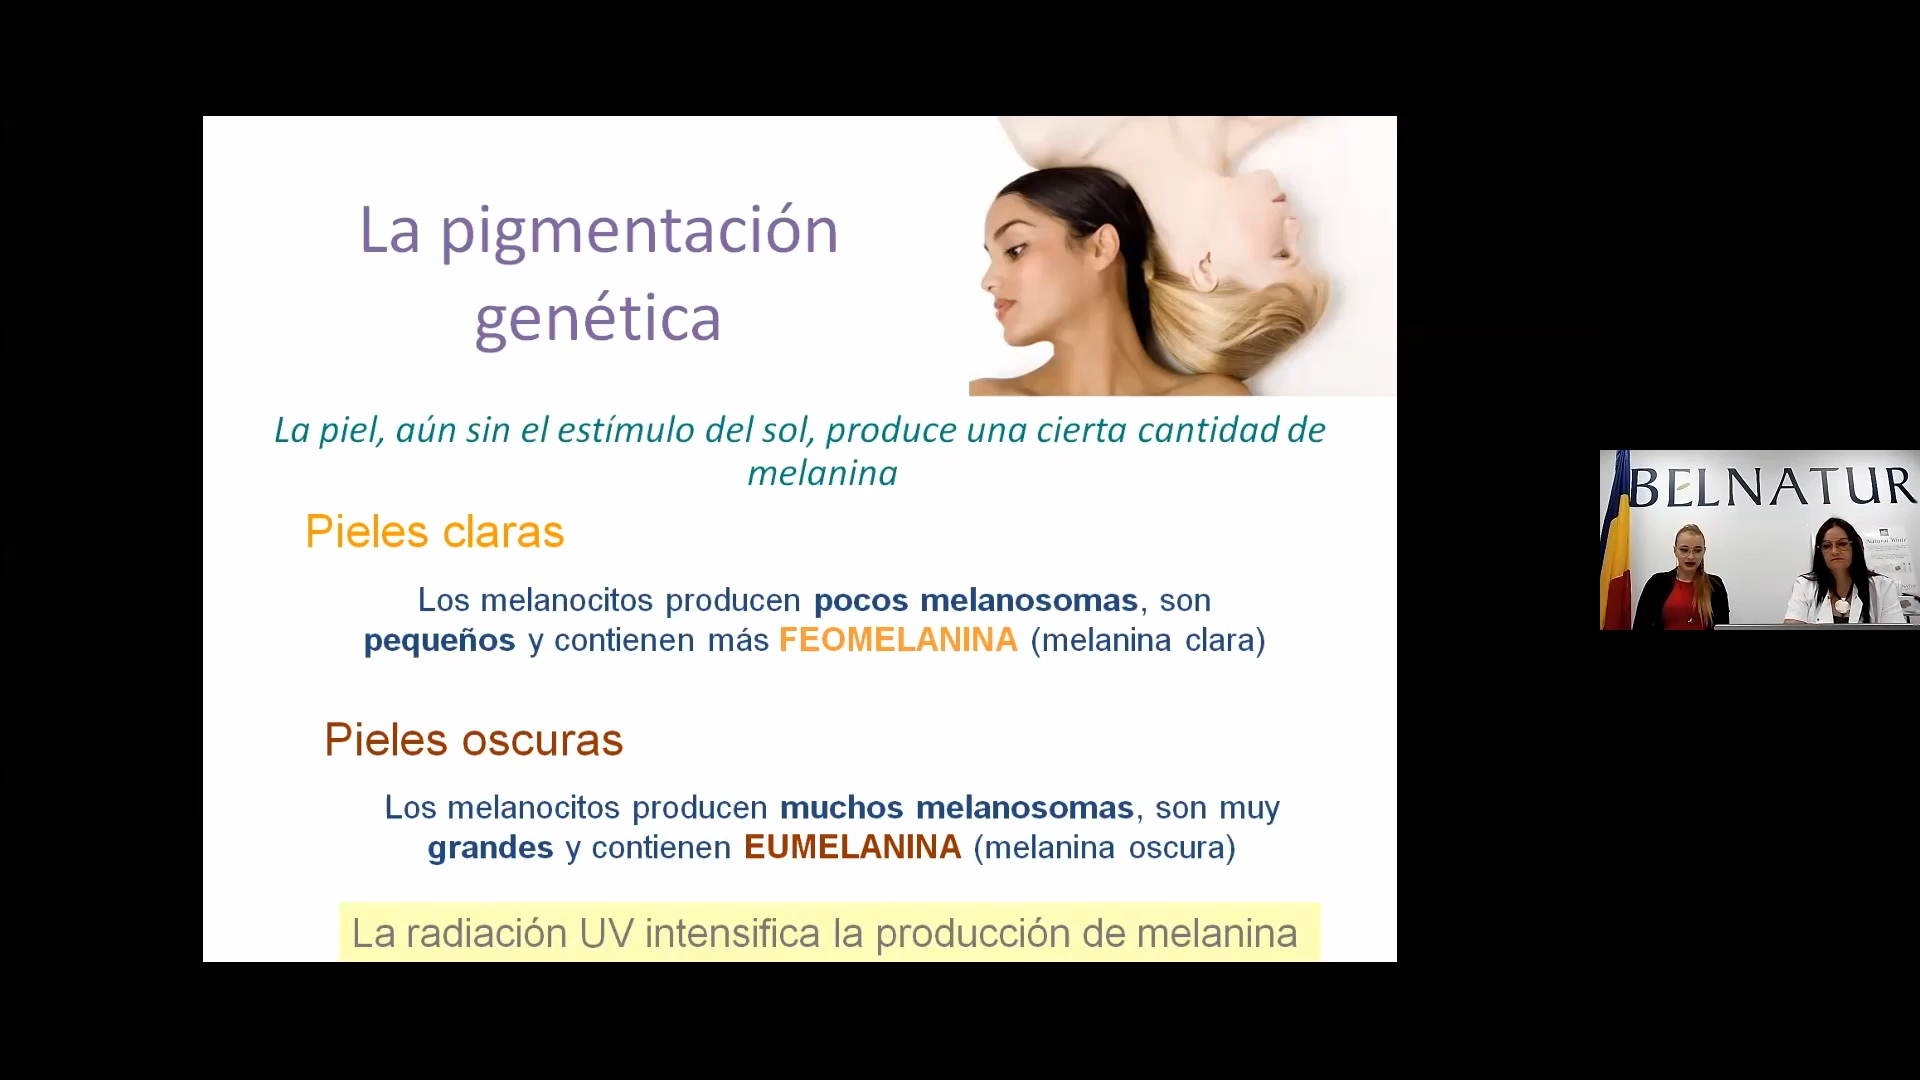 La pigmentación
genética
La piel, aún sin el estímulo del sol, produce una cierta cantidad de
melanina
Pieles claras
Los melanocitos producen pocos melanosomas, son
pequeños y contienen más FEOMELANINA (melanina clara)
Pieles oscuras
Los melanocitos producen muchos melanosomas, son muy
grandes y contienen EUMELANINA (melanina oscura)
La radiación UV intensifica la producción de melanina
BELNATUR
Natural White